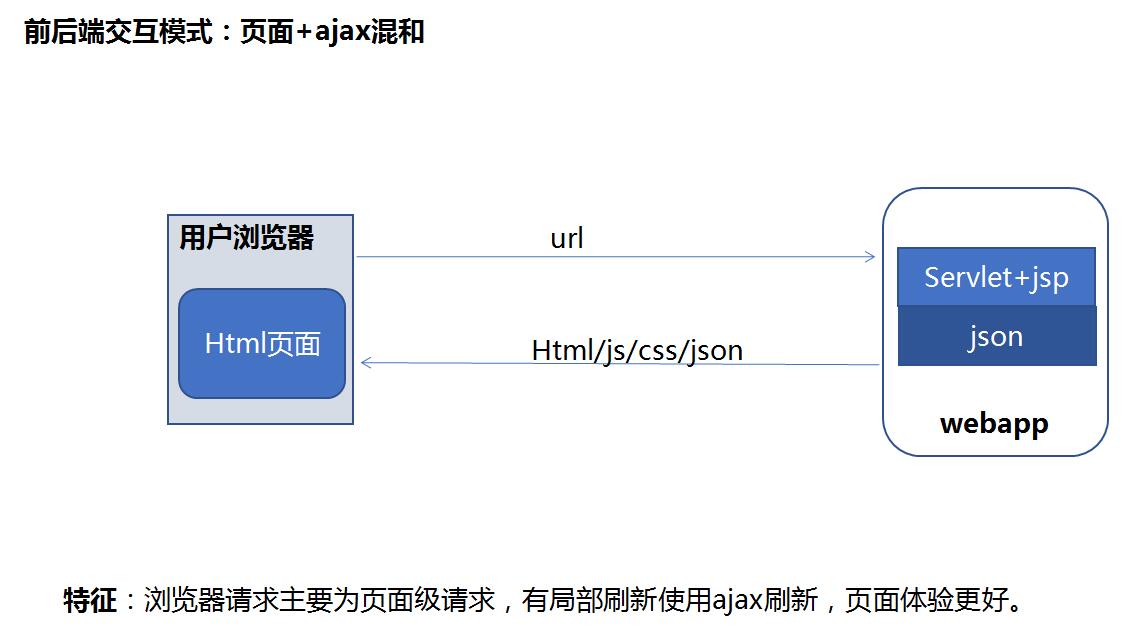 前后端交互模式：页面+ajax混和
用户浏览器
url
Servlet+jsp
Html页面
Html/js/css/json
json
webapp
特征：浏览器请求主要为页面级请求，有局部刷新使用ajax刷新，页面体验更好。